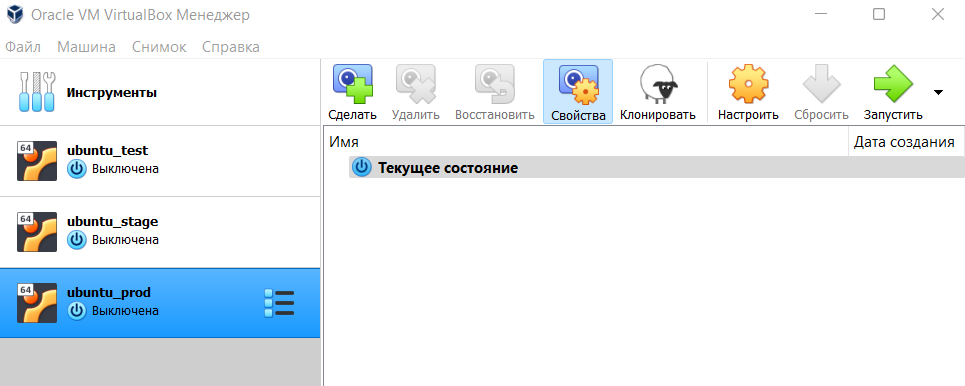 Oracle VM VirtualBox Менеджер
Файл Машина Снимок Справка
Инструменты
Сделать Удалить Восстановить Свойства Клонировать Настроить Сбросить Запустить
Имя Дата создания
Текущее состояние
64
ubuntu_test
Выключена
64
ubuntu_stage
Выключена
64
ubuntu_prod
Выключена